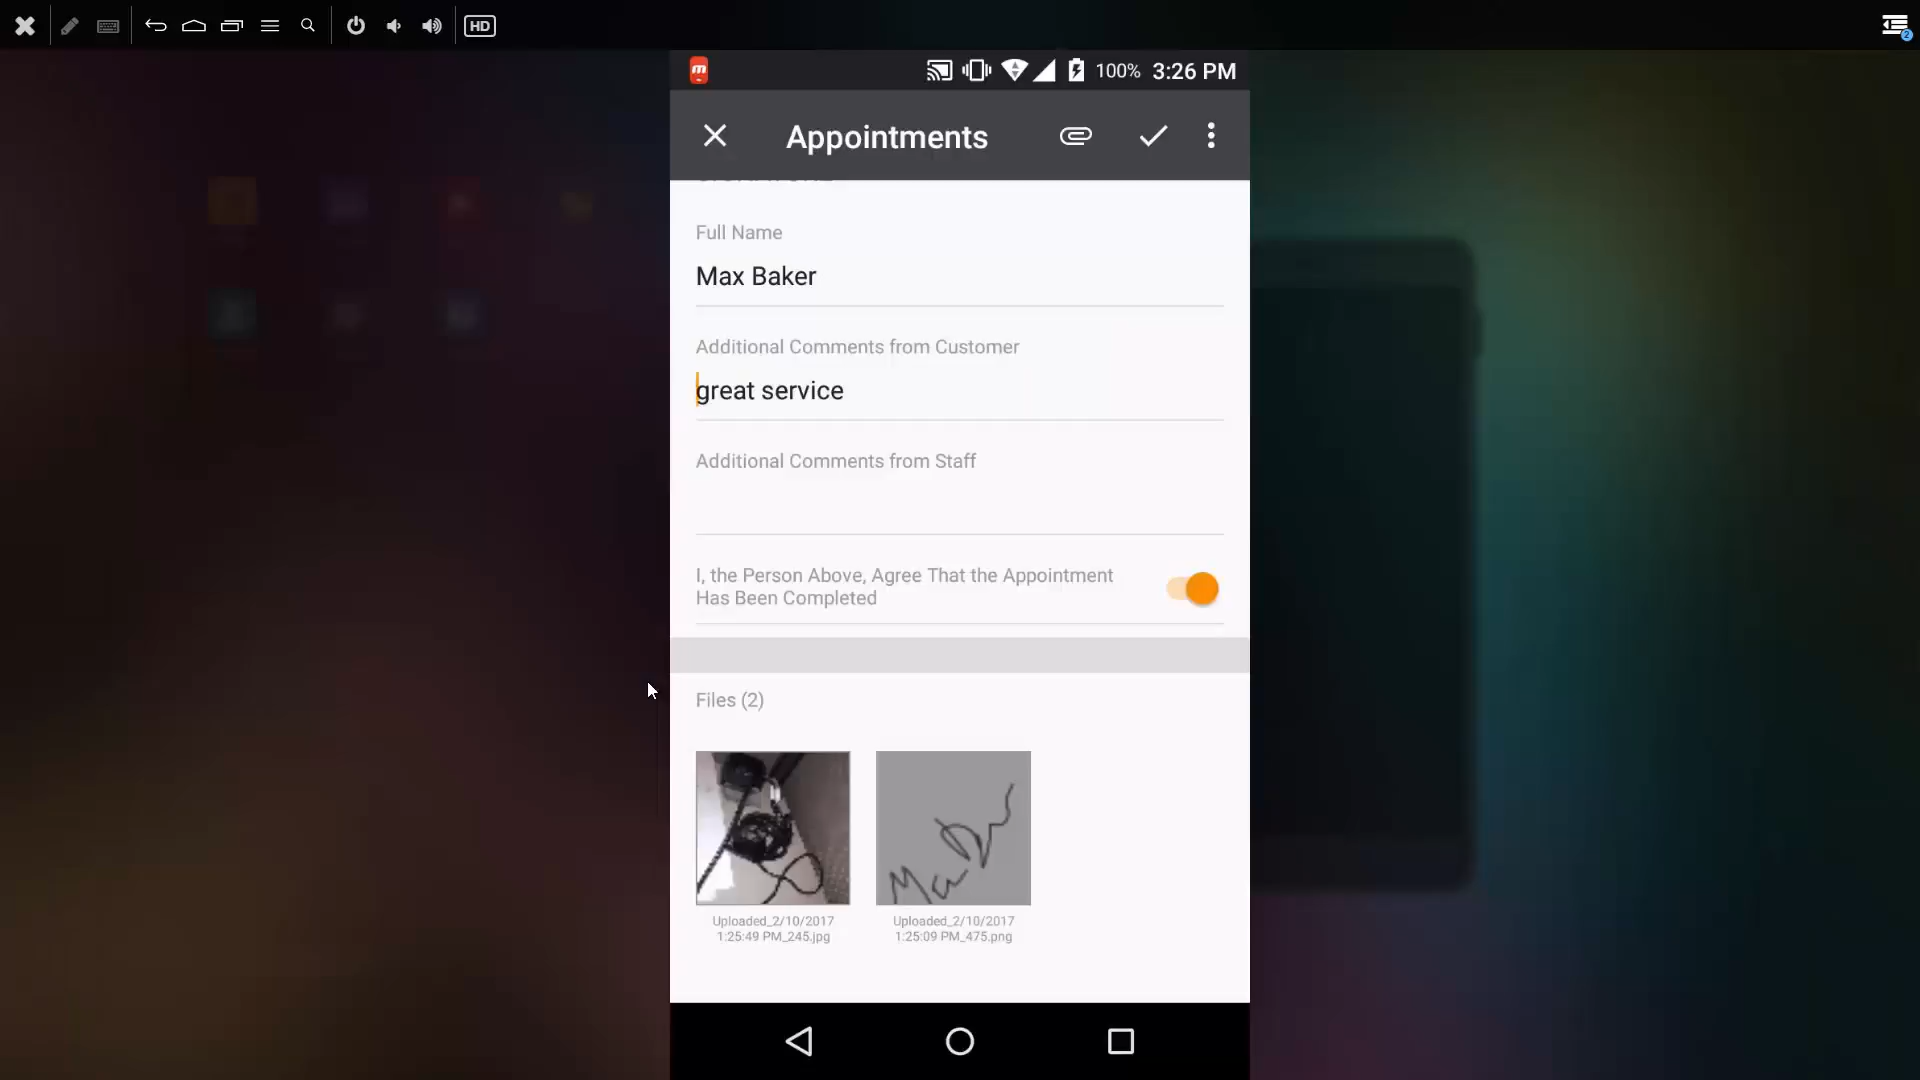 HD
2
100% 3:26 PM
Appointments
Full Name
Max Baker
Additional Comments from Customer
great service
Additional Comments from Staff
I, the Person Above, Agree That the Appointment
Has Been Completed
Files (2)
Uploaded_2/10/2017
1:25:49 PM_245.jpg
Uploaded_2/10/2017
1:25:09 PM_475.png